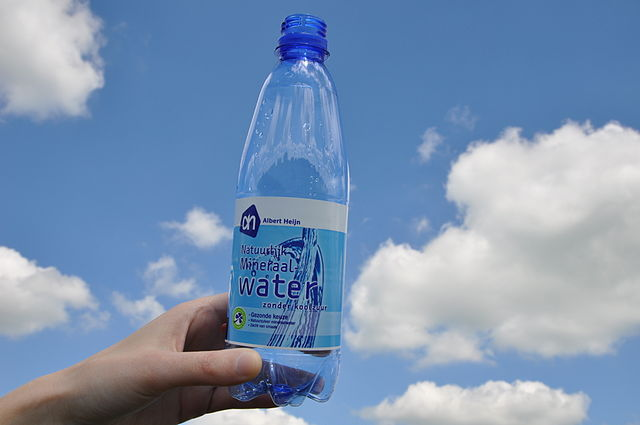 ah Albert Heijn
Natuurlijk
Mineraal-
water
zonder koolzuur
Gezonde keuze